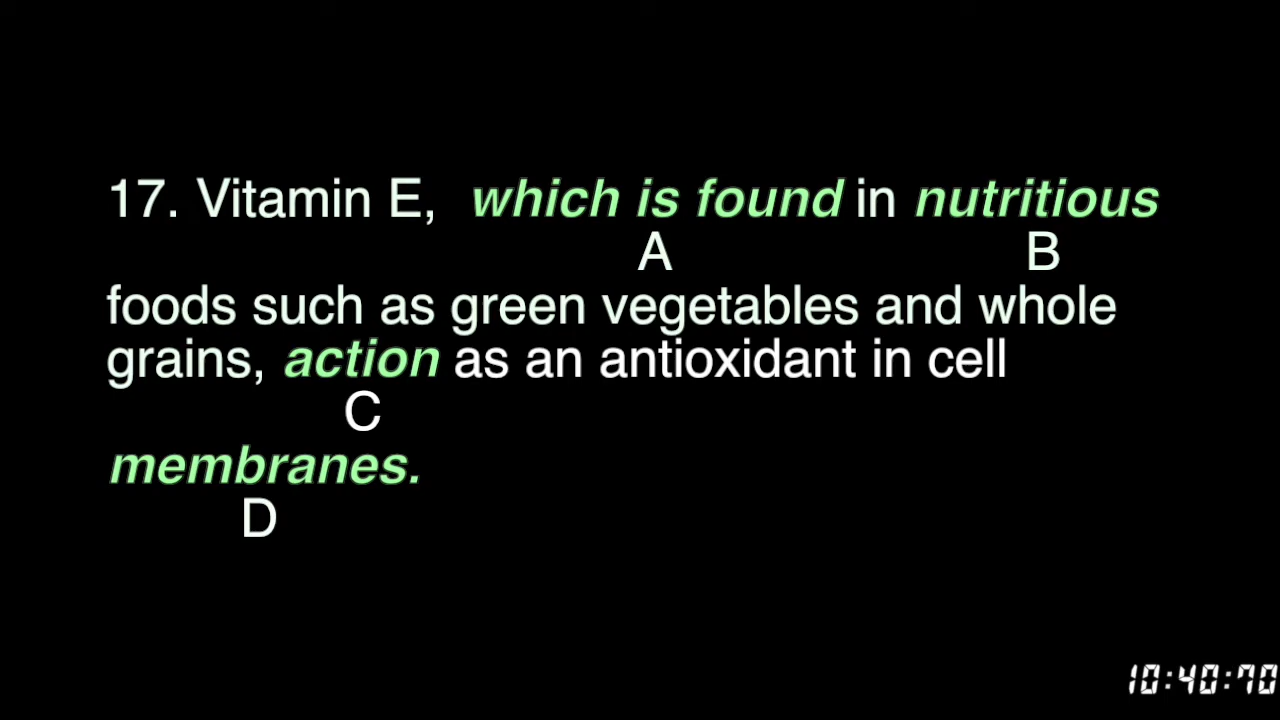 17. Vitamin E, which is found in nutritious
A B
foods such as green vegetables and whole
grains, action as an antioxidant in cell
C
membranes.
D
10:40:70